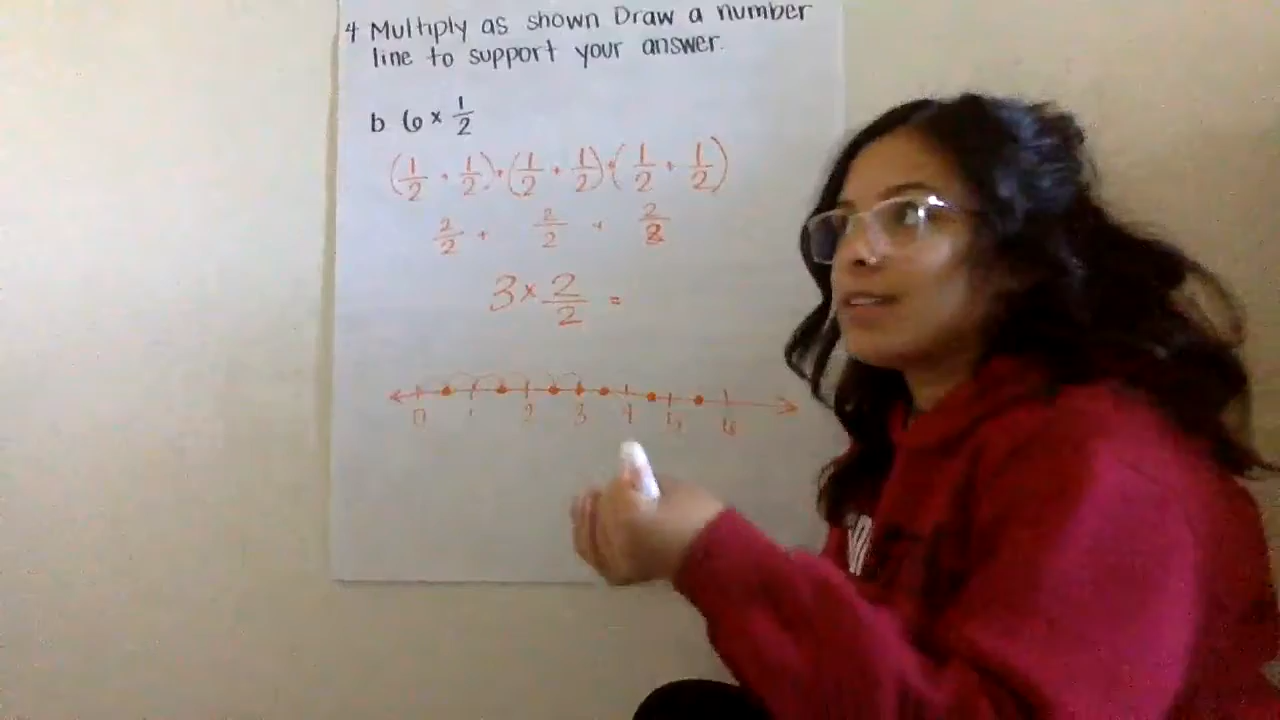 4 Multiply as shown Draw a number
line to support your answer.
b 6 × 1/2
(1/2 + 1/2) + (1/2 + 1/2) + (1/2 + 1/2)
2/2 + 2/2 + 2/2
3 × 2/2 =
0 1 2 3 4 5 6